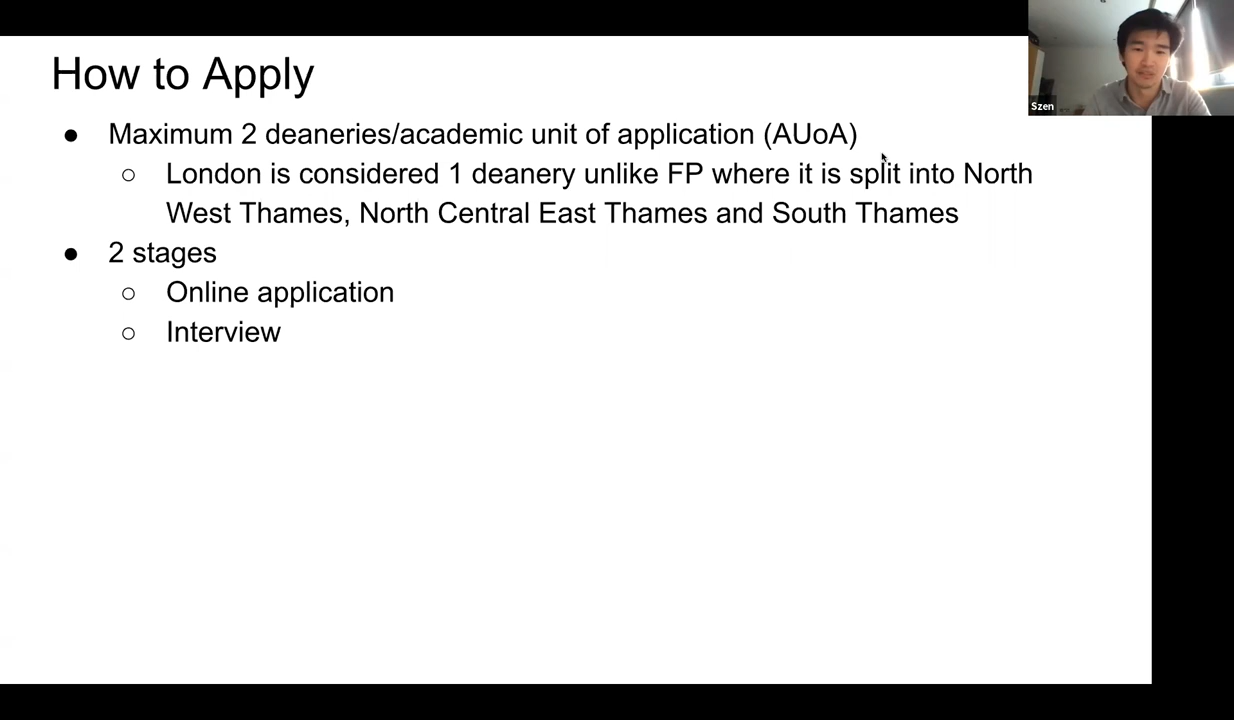 How to Apply
● Maximum 2 deaneries/academic unit of application (AUoA)
○ London is considered 1 deanery unlike FP where it is split into North
West Thames, North Central East Thames and South Thames
● 2 stages
○ Online application
○ Interview
Szen